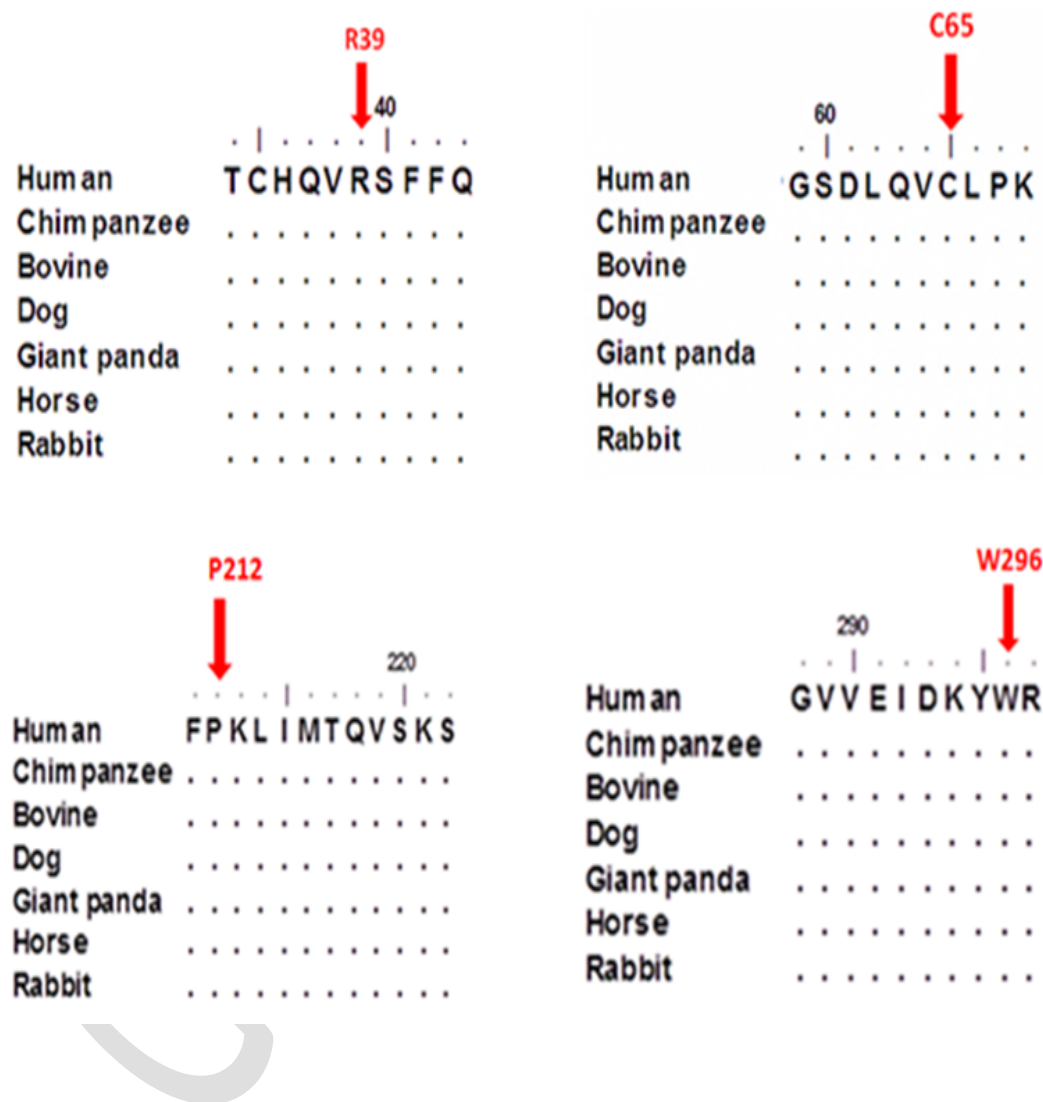 R39
40
Human TCHQVRSFFQ
Chimpanzee . . . . . . . . . .
Bovine . . . . . . . . . .
Dog . . . . . . . . . .
Giant panda . . . . . . . . . .
Horse . . . . . . . . . .
Rabbit . . . . . . . . . .
C65
60
Human GSDLQVCLPK
Chimpanzee . . . . . . . . . .
Bovine . . . . . . . . . .
Dog . . . . . . . . . .
Giant panda . . . . . . . . . .
Horse . . . . . . . . . .
Rabbit . . . . . . . . . .
P212
220
Human FPKLIMTQVSKS
Chimpanzee . . . . . . . . . . . .
Bovine . . . . . . . . . . . .
Dog . . . . . . . . . . . .
Giant panda . . . . . . . . . . . .
Horse . . . . . . . . . . . .
Rabbit . . . . . . . . . . . .
W296
290
Human GVVEIDKYWR
Chimpanzee . . . . . . . . . .
Bovine . . . . . . . . . .
Dog . . . . . . . . . .
Giant panda . . . . . . . . . .
Horse . . . . . . . . . .
Rabbit . . . . . . . . . .